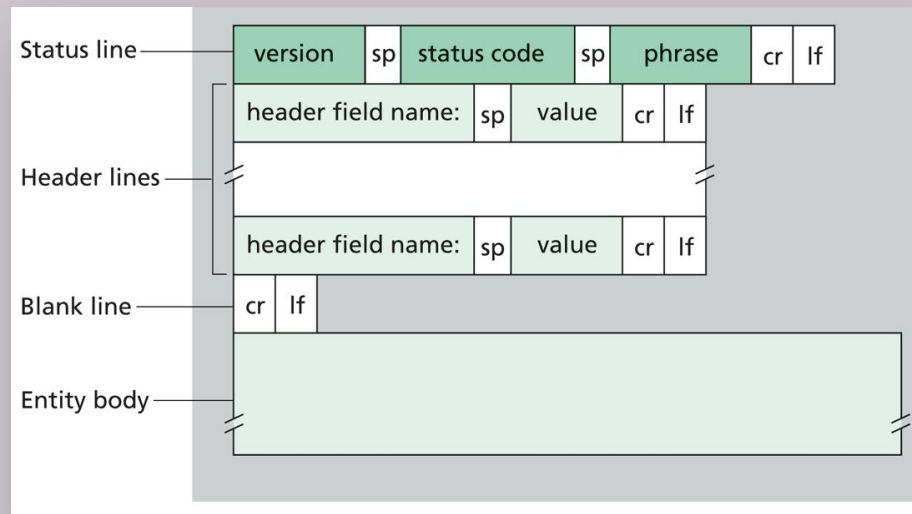 Status line version sp status code sp phrase cr lf
header field name: sp value cr lf
Header lines
header field name: sp value cr lf
Blank line cr lf
Entity body